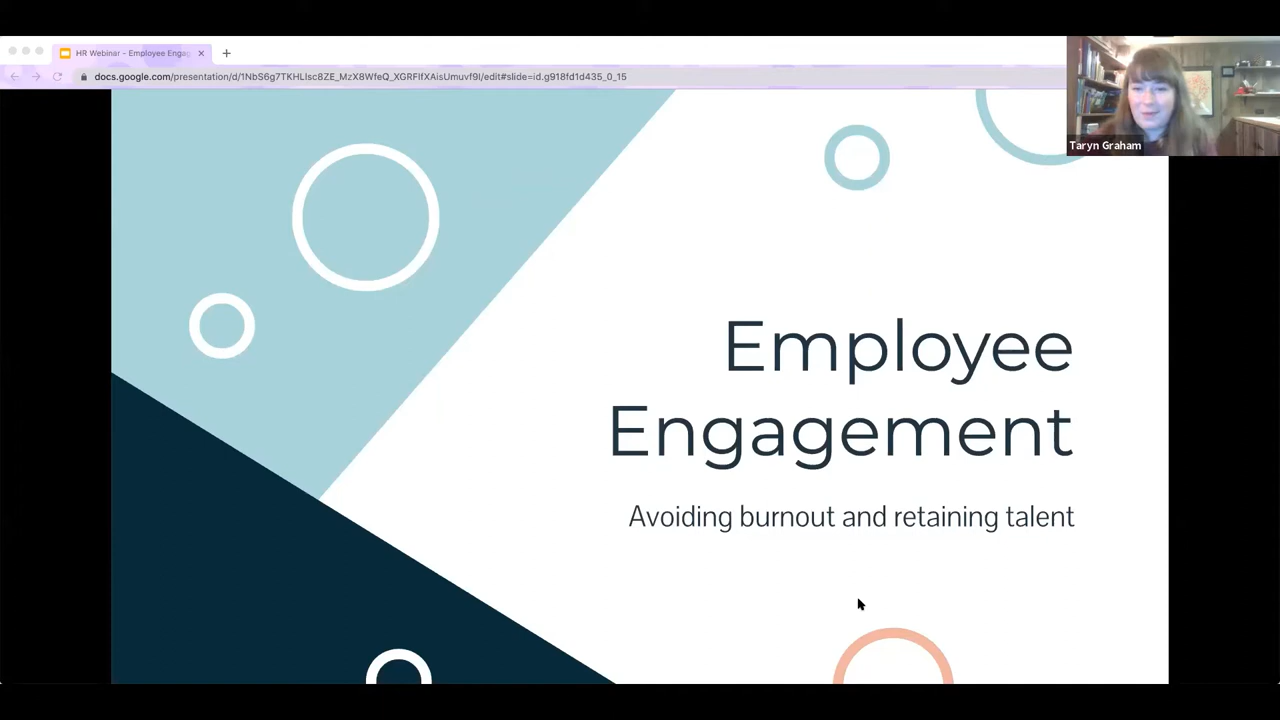 HR Webinar - Employee Engag
docs.google.com/presentation/d/1NbS6g7TKHLIsc8ZE_MzX8WfeQ_XGRFIfXAisUmuvf9I/edit#slide=id.g918fd1d435_0_15
Taryn Graham
Employee
Engagement
Avoiding burnout and retaining talent